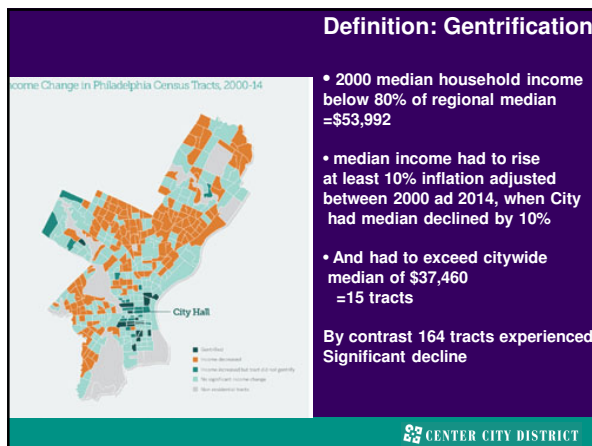 Definition: Gentrification
come Change in Philadelphia Census Tracts, 2000-14
City Hall
Gentrified
Income decreased
Income increased but tract did not gentrify
No significant income change
Non-residential tracts
• 2000 median household income
below 80% of regional median
=$53,992
• median income had to rise
at least 10% inflation adjusted
between 2000 ad 2014, when City
had median declined by 10%
• And had to exceed citywide
median of $37,460
=15 tracts
By contrast 164 tracts experienced
Significant decline
CENTER CITY DISTRICT